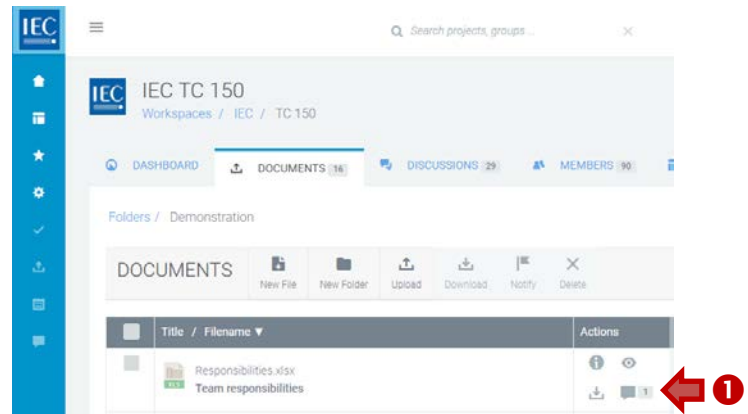 IEC
Search projects, groups ...
IEC
IEC TC 150
Workspaces / IEC / TC 150
DASHBOARD
DOCUMENTS 16
DISCUSSIONS 29
MEMBERS 90
Folders / Demonstration
DOCUMENTS
New File
New Folder
Upload
Download
Notify
Delete
Title / Filename ▼
Actions
Responsibilities.xlsx
Team responsibilities
1
1